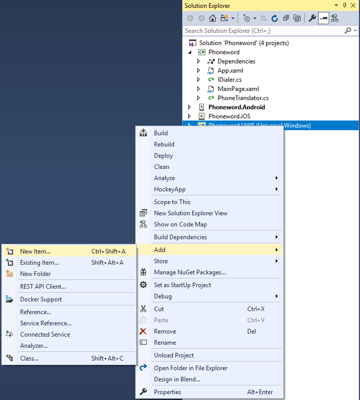 Solution Explorer
Search Solution Explorer (Ctrl+;)
Solution 'Phoneword' (4 projects)
Phoneword
Dependencies
App.xaml
IDialer.cs
MainPage.xaml
PhoneTranslator.cs
Phoneword.Android
Phoneword.iOS
Phoneword.UWP (Universal Windows)
Build
Rebuild
Deploy
Clean
Analyze
HockeyApp
Scope to This
New Solution Explorer View
Show on Code Map
Build Dependencies
Add
Store
Manage NuGet Packages...
Set as StartUp Project
Debug
Cut Ctrl+X
Paste Ctrl+V
Remove Del
Rename
Unload Project
Open Folder in File Explorer
Design in Blend...
Properties Alt+Enter
New Item... Ctrl+Shift+A
Existing Item... Shift+Alt+A
New Folder
REST API Client...
Docker Support
Reference...
Service Reference...
Connected Service
Analyzer...
Class... Shift+Alt+C